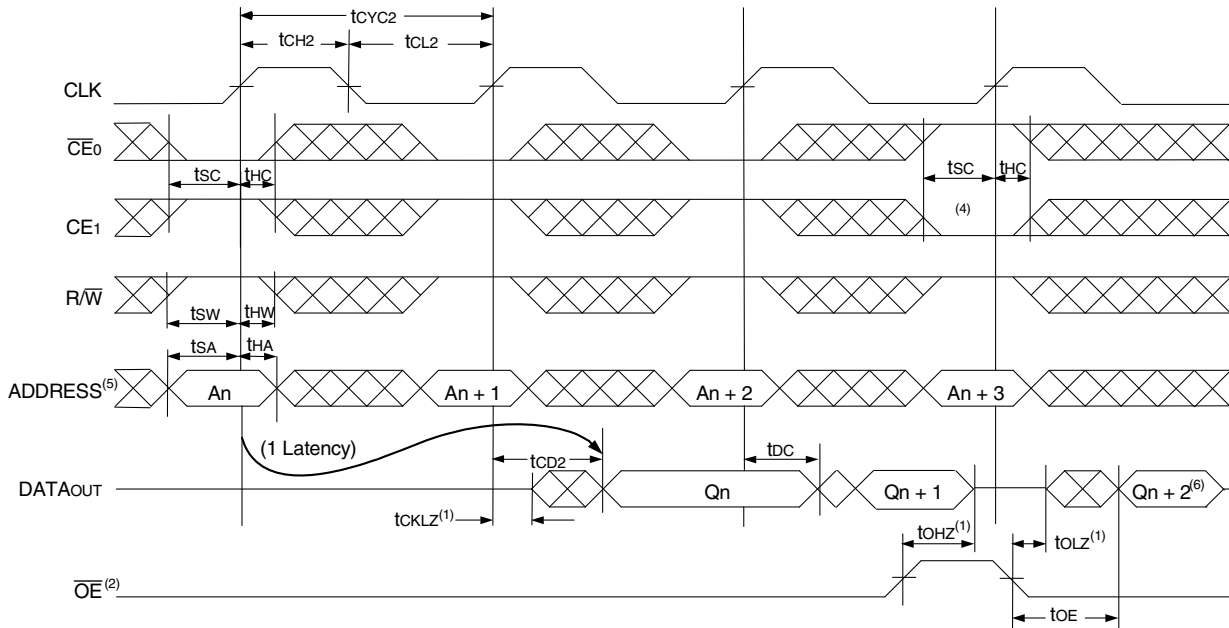 tCYC2
tCH2 tCL2
CLK
CE0
tSC tHC tSC tHC
CE1 (4)
R/W
tSW tHW
tSA tHA
ADDRESS(5) An An + 1 An + 2 An + 3
(1 Latency) tCD2 tDC
DATAOUT Qn Qn + 1 Qn + 2(6)
tCKLZ(1)
tOHZ(1) tOLZ(1)
OE(2)
tOE